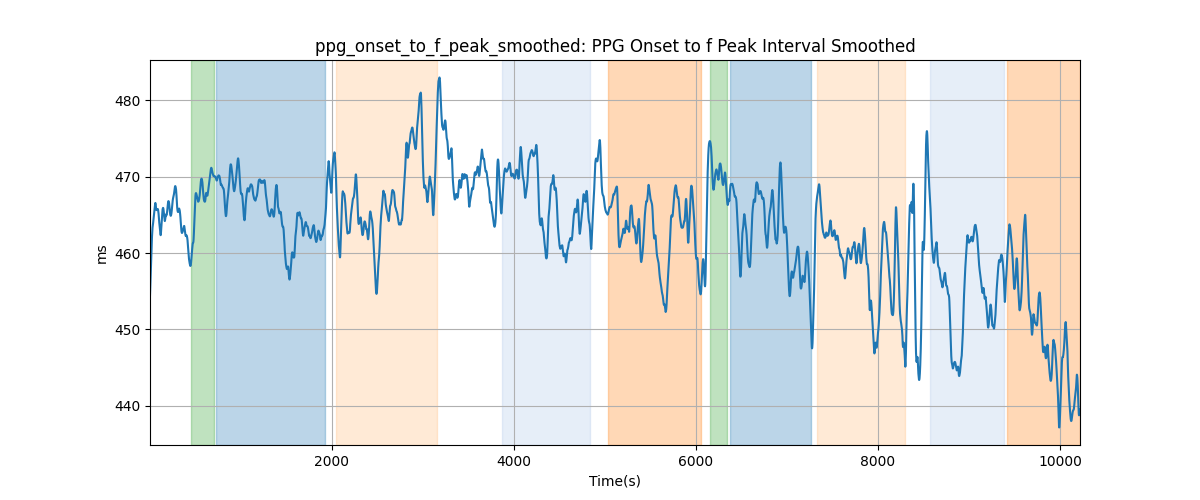 ppg_onset_to_f_peak_smoothed: PPG Onset to f Peak Interval Smoothed
480
470
460
450
440
ms
2000 4000 6000 8000 10000
Time(s)